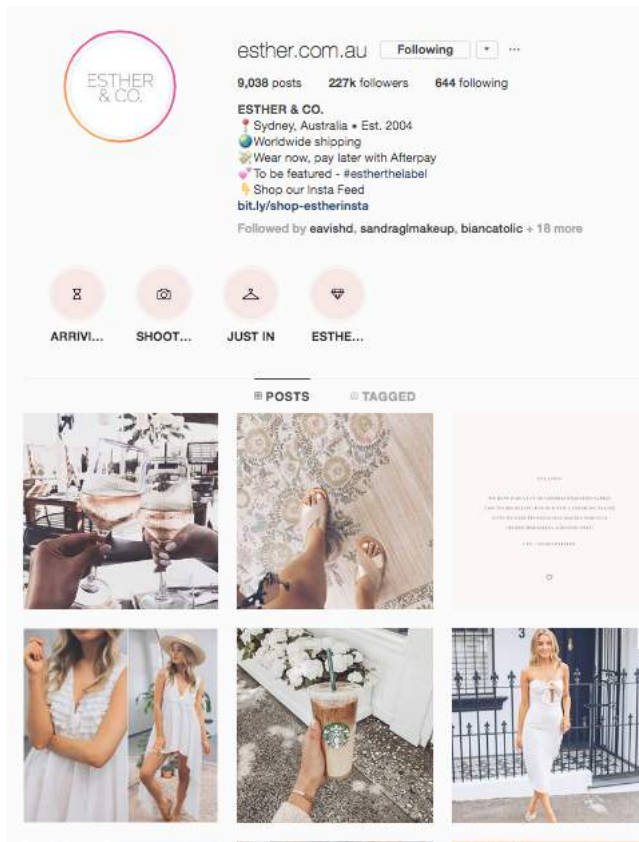 ESTHER
& CO.
esther.com.au Following
9,038 posts 227k followers 644 following
ESTHER & CO.
Sydney, Australia • Est. 2004
Worldwide shipping
Wear now, pay later with Afterpay
To be featured - #estherthelabel
Shop our Insta Feed
bit.ly/shop-estherinsta
Followed by eavishd, sandraglmakeup, biancatolic + 18 more
ARRIVI... SHOOT... JUST IN ESTHE...
POSTS TAGGED
3